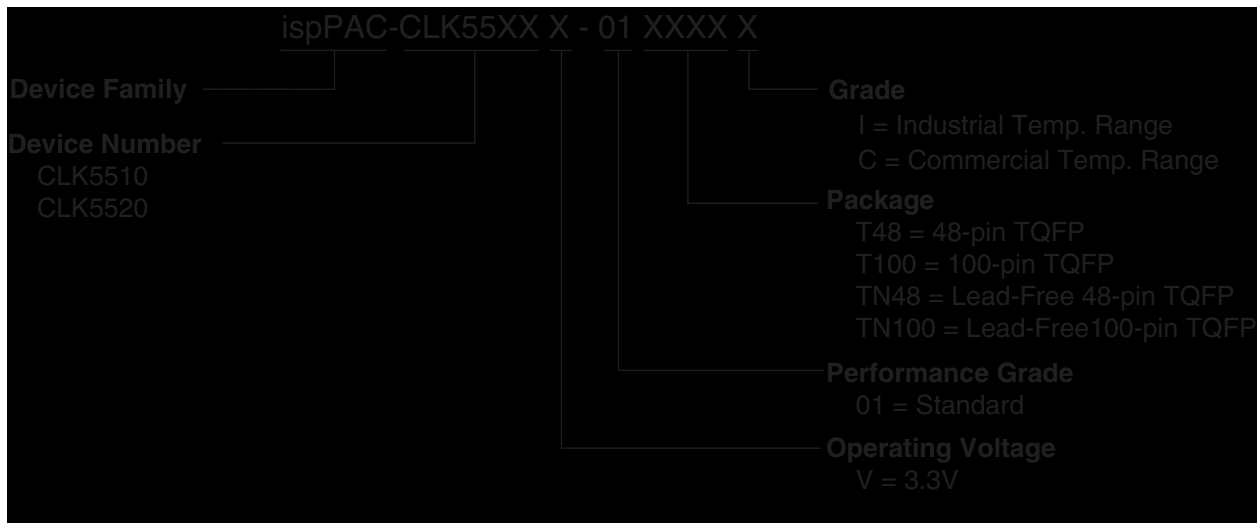 ispPAC-CLK55XX X - 01 XXXX X
Device Family
Device Number
CLK5510
CLK5520
Grade
I = Industrial Temp. Range
C = Commercial Temp. Range
Package
T48 = 48-pin TQFP
T100 = 100-pin TQFP
TN48 = Lead-Free 48-pin TQFP
TN100 = Lead-Free100-pin TQFP
Performance Grade
01 = Standard
Operating Voltage
V = 3.3V